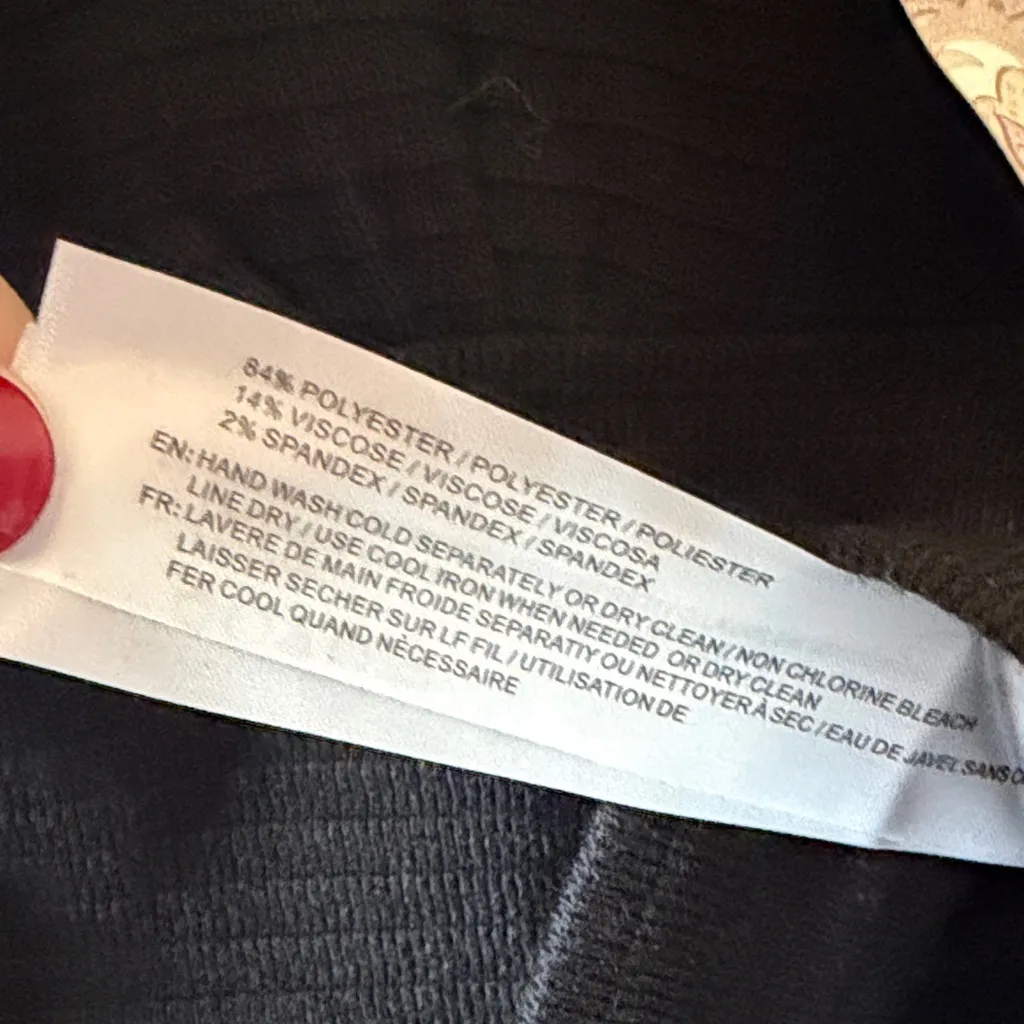 84% POLYESTER / POLYESTER / POLIESTER
14% VISCOSE / VISCOSE / VISCOSA
2% SPANDEX / SPANDEX / SPANDEX
EN: HAND WASH COLD SEPARATELY OR DRY CLEAN / NON CHLORINE BLEACH
LINE DRY / USE COOL IRON WHEN NEEDED OR DRY CLEAN
FR: LAVERE DE MAIN FROIDE SEPARATIY OU NETTOYER À SEC / EAU DE JAVEL SANS
LAISSER SECHER SUR LF FIL / UTILISATION DE
FER COOL QUAND NÈCESSAIRE